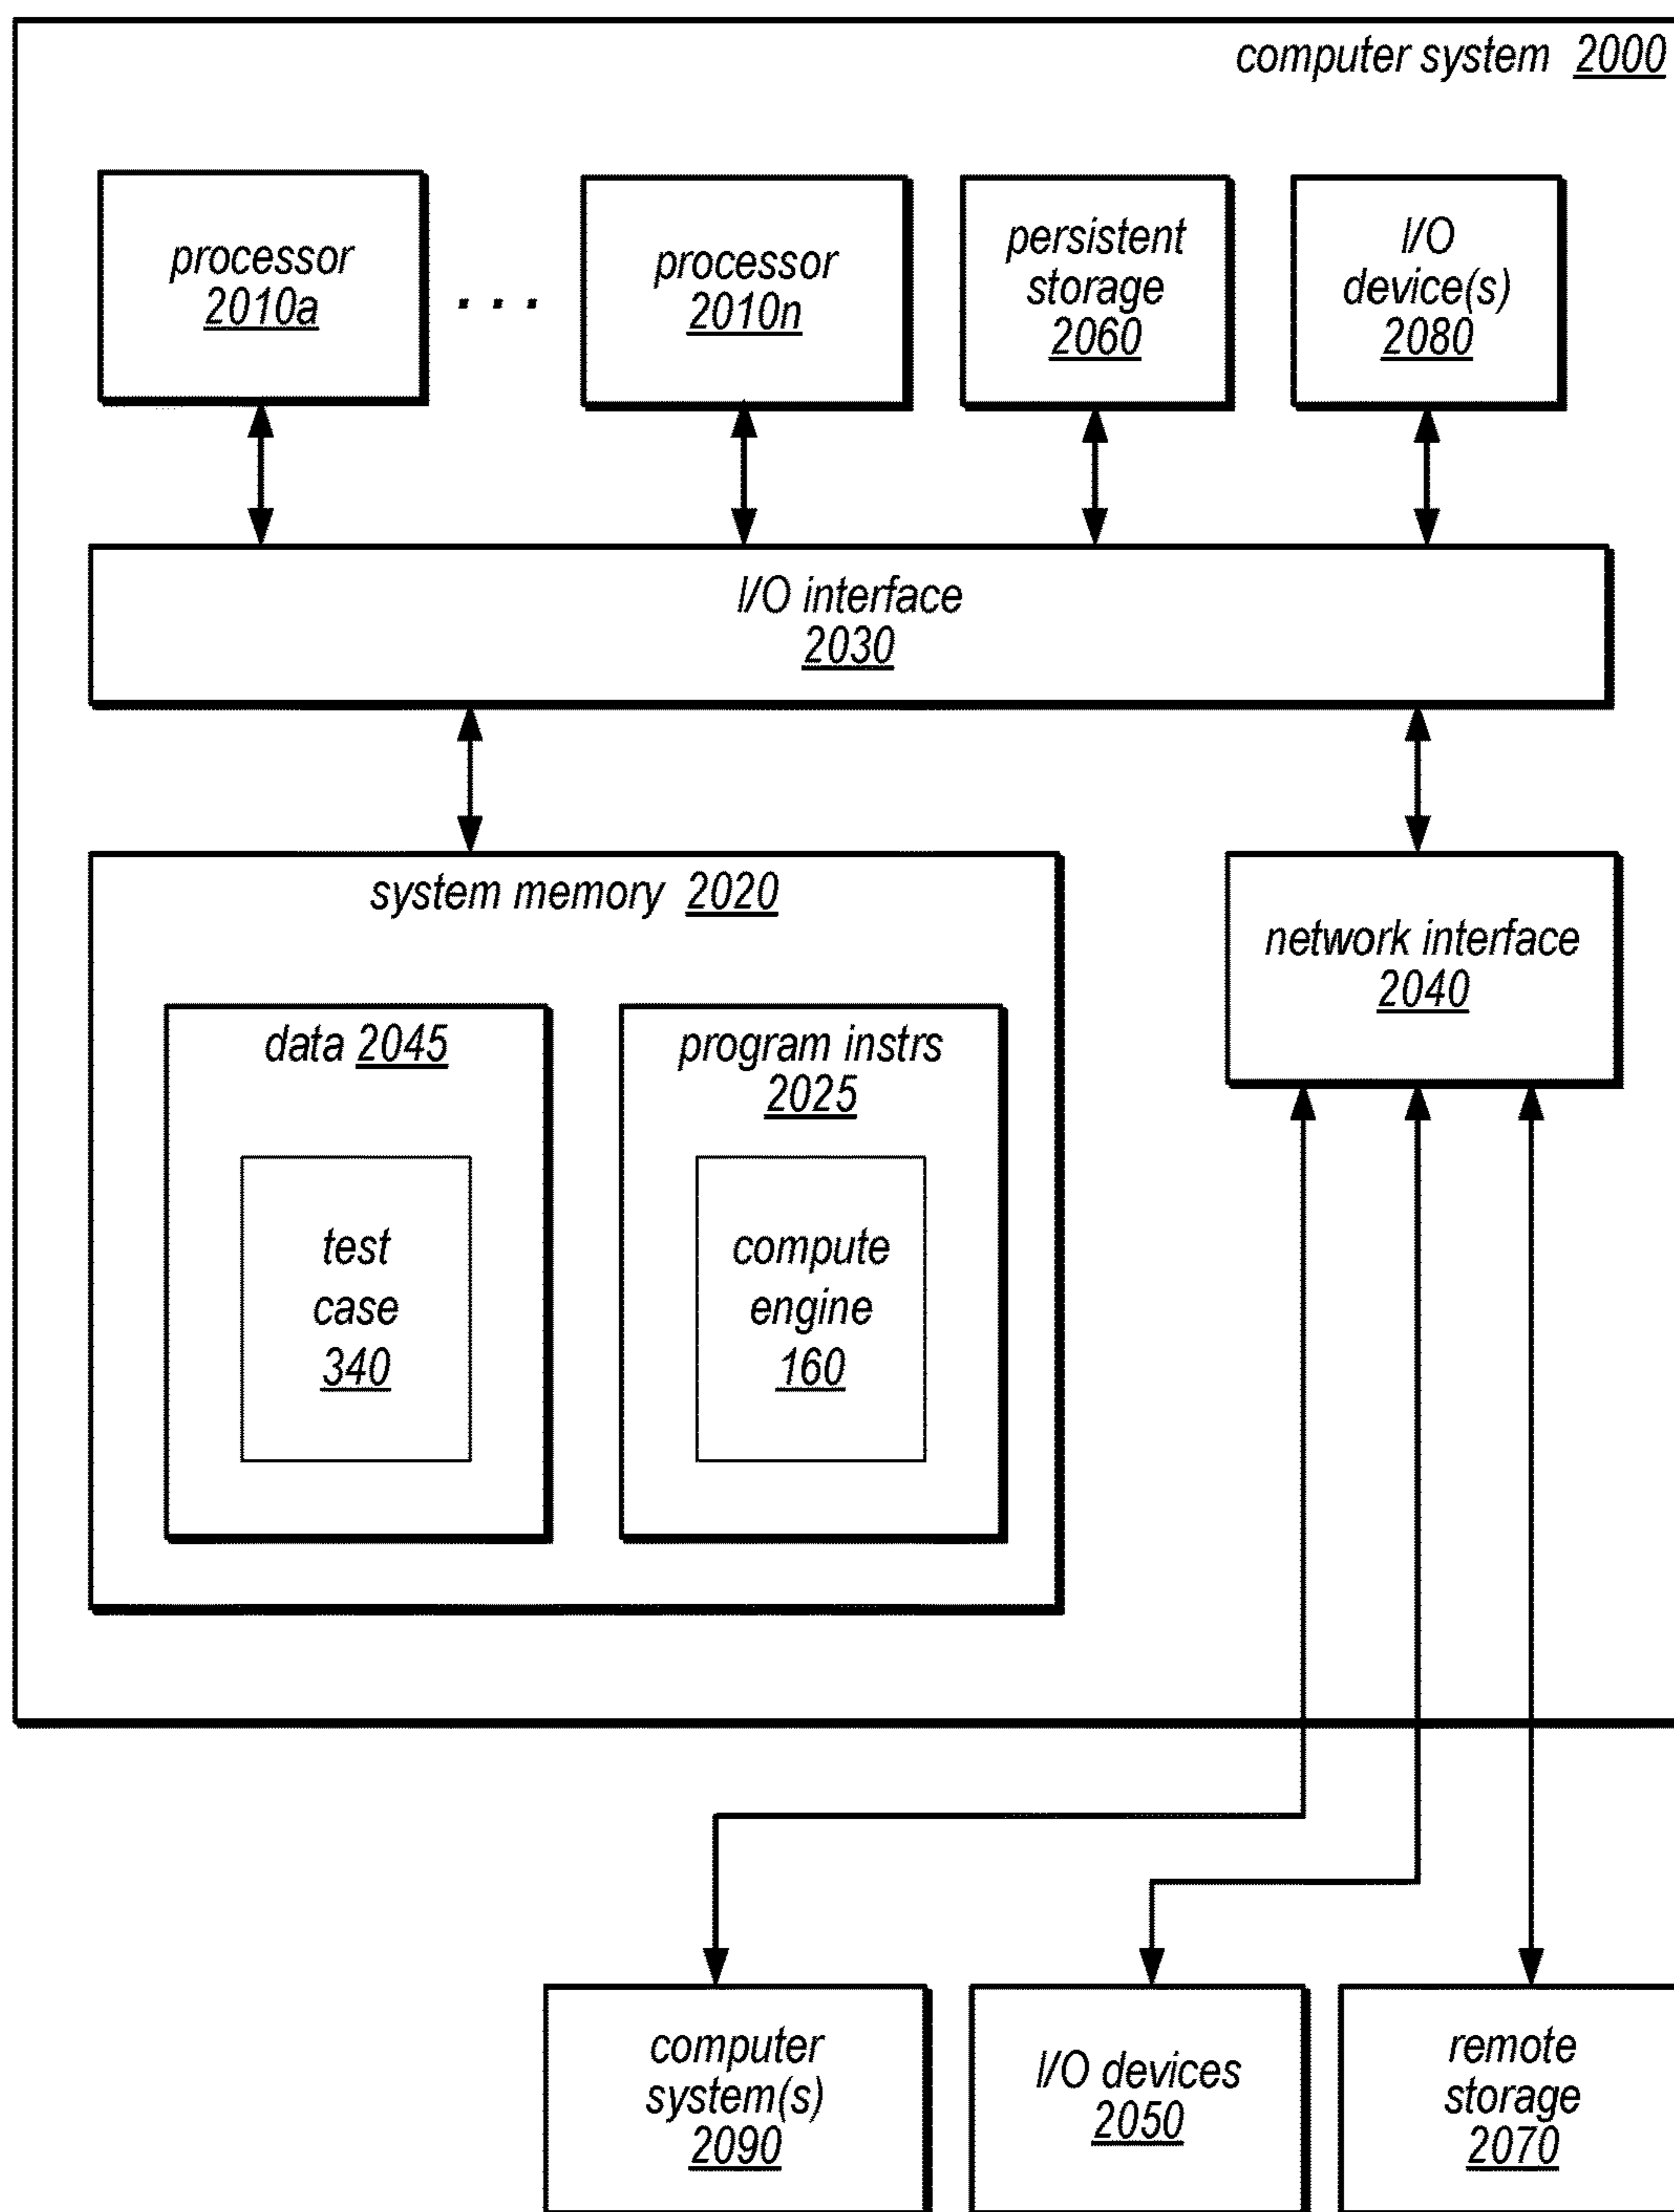 computer system 2000
processor
2010a
. . .
processor
2010n
persistent
storage
2060
I/O
device(s)
2080
I/O interface
2030
system memory 2020
data 2045
test
case
340
program instrs
2025
compute
engine
160
network interface
2040
computer
system(s)
2090
I/O devices
2050
remote
storage
2070